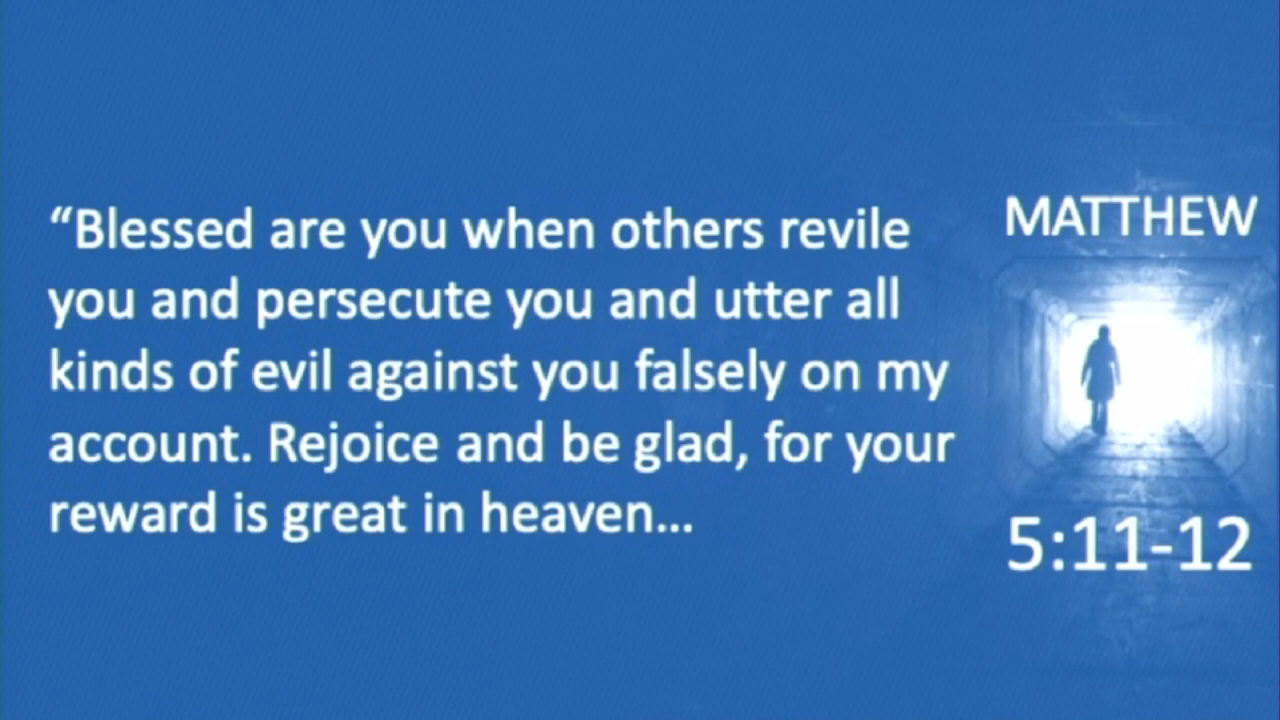 “Blessed are you when others revile
you and persecute you and utter all
kinds of evil against you falsely on my
account. Rejoice and be glad, for your
reward is great in heaven...
MATTHEW
5:11-12